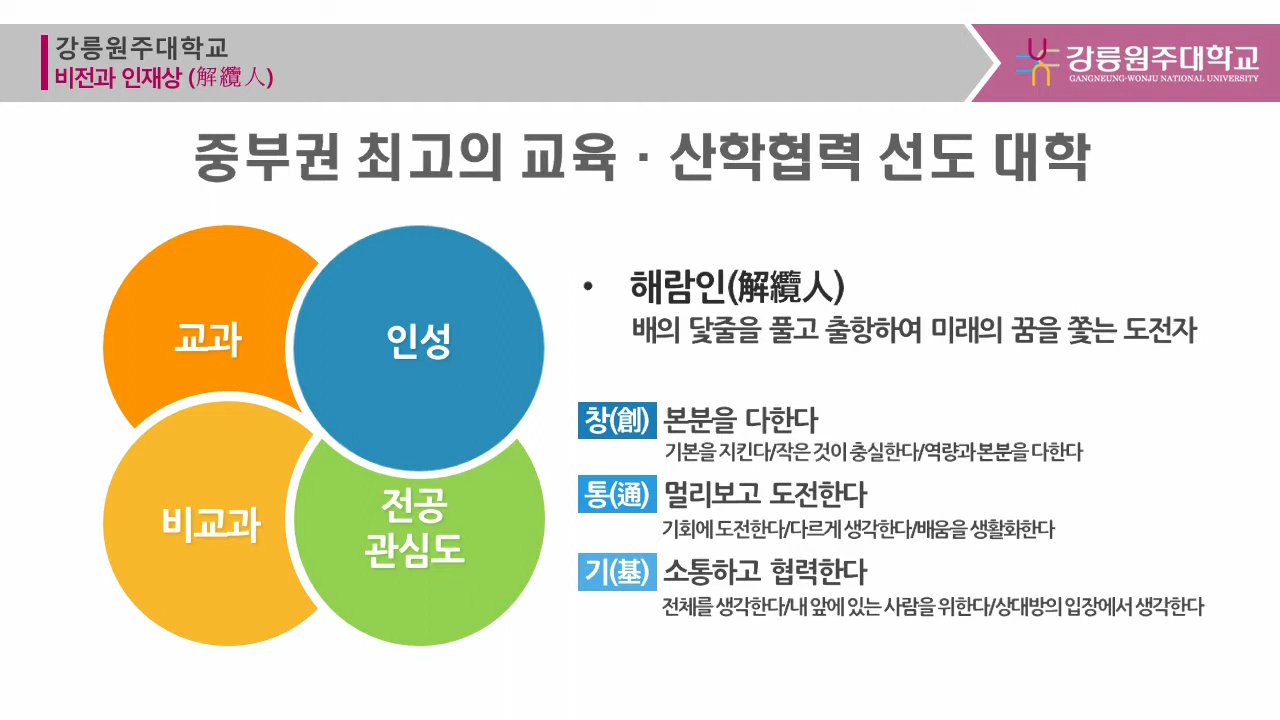 강릉원주대학교
비전과 인재상 (解纜人)
강릉원주대학교
GANGNEUNG-WONJU NATIONAL UNIVERSITY
중부권 최고의 교육 · 산학협력 선도 대학
교과
인성
비교과
전공
관심도
• 해람인(解纜人)
배의 닻줄을 풀고 출항하여 미래의 꿈을 쫓는 도전자
창(創) 본분을 다한다
기본을 지킨다/작은 것이 충실한다/역량과 본분을 다한다
통(通) 멀리보고 도전한다
기회에 도전한다/다르게 생각한다/배움을 생활화한다
기(基) 소통하고 협력한다
전체를 생각한다/내 앞에 있는 사람을 위한다/상대방의 입장에서 생각한다